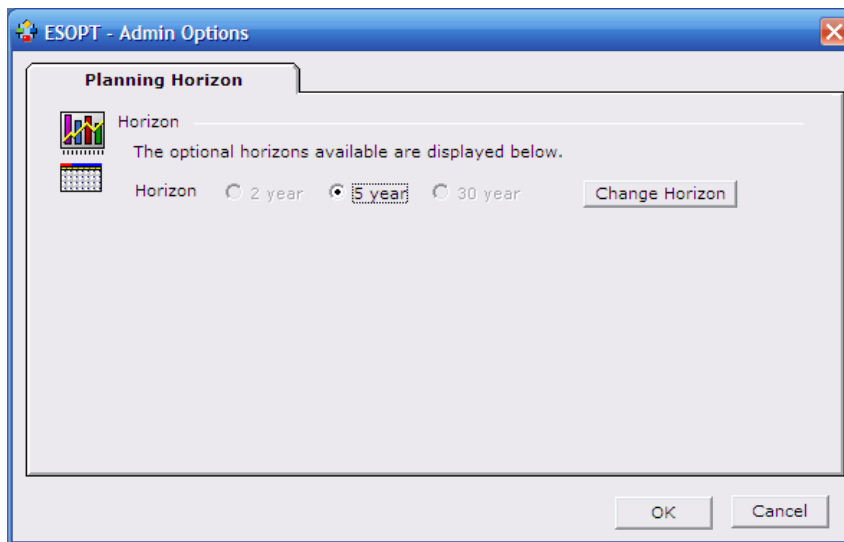 ESOPT - Admin Options
Planning Horizon
Horizon
The optional horizons available are displayed below.
Horizon 2 year 5 year 30 year Change Horizon
OK Cancel